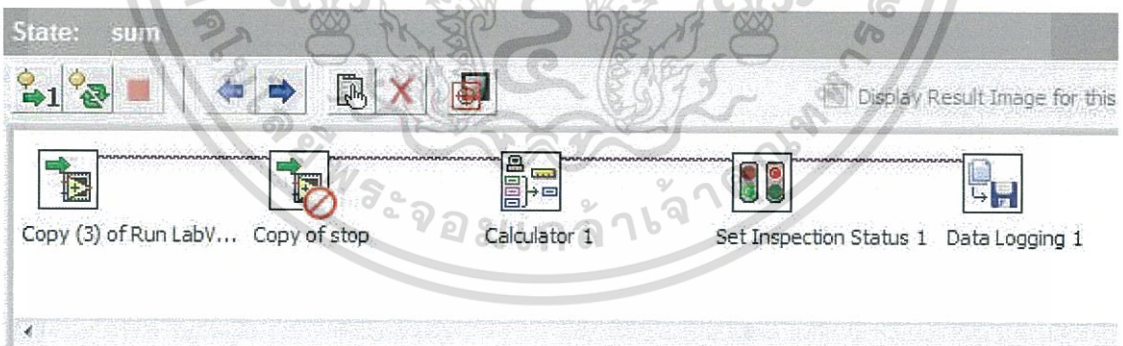 State: sum
1
Display Result Image for this
Copy (3) of Run LabV... Copy of stop Calculator 1 Set Inspection Status 1 Data Logging 1